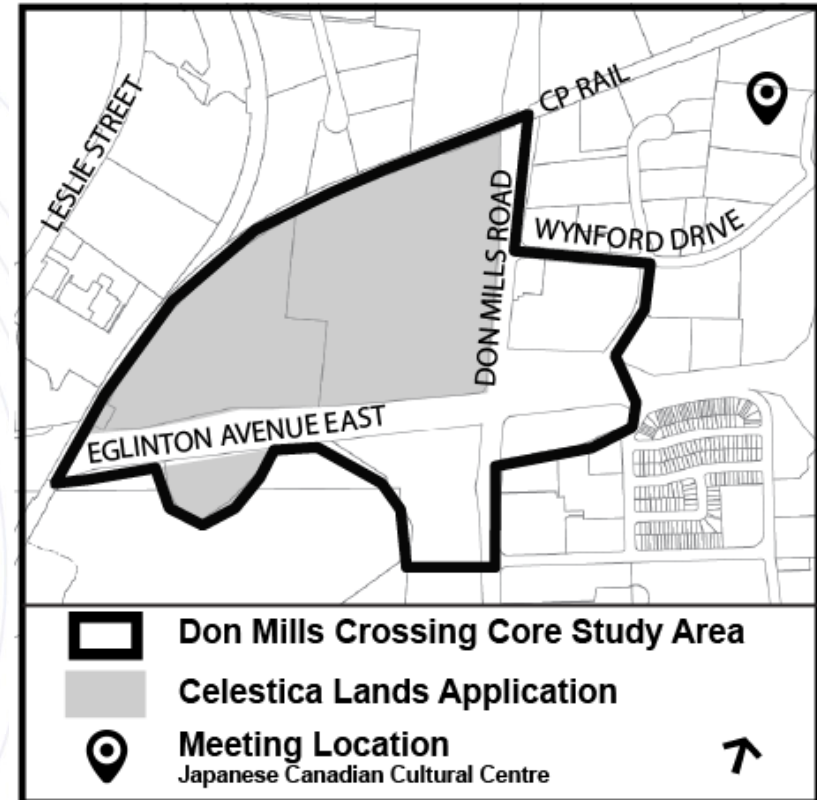 LESLIE STREET
CP RAIL
DON MILLS ROAD
WYNFORD DRIVE
EGLINTON AVENUE EAST
Don Mills Crossing Core Study Area
Celestica Lands Application
Meeting Location
Japanese Canadian Cultural Centre